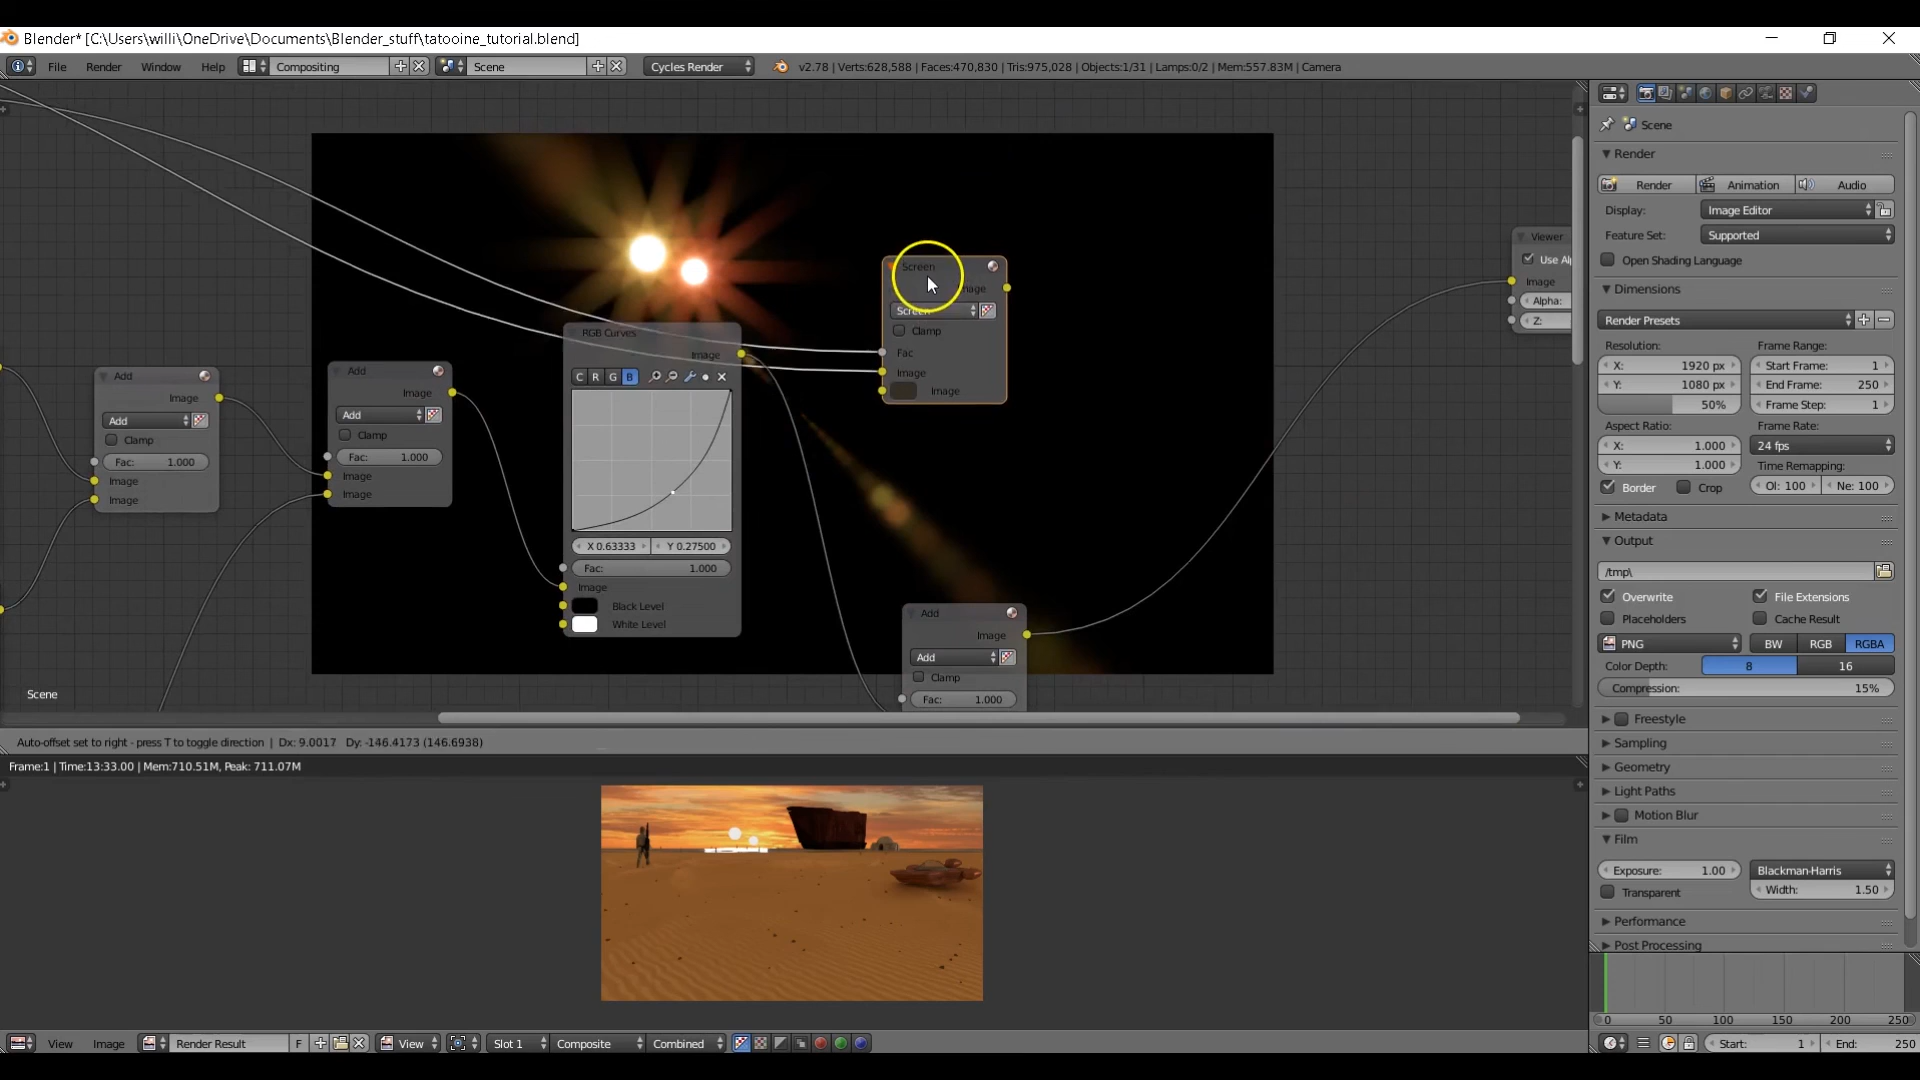 Blender* [C:\Users\willi\OneDrive\Documents\Blender_stuff\tatooine_tutorial.blend]
File Render Window Help Compositing Scene Cycles Render v2.78 | Verts:628,588 | Faces:470,830 | Tris:975,028 | Objects:1/31 | Lamps:0/2 | Mem:557.83M | Camera
Scene
Render
Render Animation Audio
Display: Image Editor
Feature Set: Supported
Open Shading Language
Dimensions
Render Presets
Resolution: Frame Range:
X: 1920 px Start Frame: 1
Y: 1080 px End Frame: 250
50% Frame Step: 1
Aspect Ratio: Frame Rate:
X: 1.000 24 fps
Y: 1.000 Time Remapping:
Border Crop Ol: 100 Ne: 100
Metadata
Output
/tmp\
Overwrite File Extensions
Placeholders Cache Result
PNG BW RGB RGBA
Color Depth: 8 16
Compression: 15%
Freestyle
Sampling
Geometry
Light Paths
Motion Blur
Film
Exposure: 1.00 Blackman-Harris
Transparent Width: 1.50
Performance
Post Processing
0 50 100 150 200 250
Start: 1 End: 250
Add
Image
Add
Clamp
Fac: 1.000
Image
Image
Add
Image
Add
Clamp
Fac: 1.000
Image
Image
RGB Curves
Image
C R G B
X 0.63333 Y 0.27500
Fac: 1.000
Image
Black Level
White Level
Screen
Image
Screen
Clamp
Fac
Image
Image
Add
Image
Add
Clamp
Fac: 1.000
Viewer
Use Al
Image
Alpha:
Z:
Scene
Auto-offset set to right - press T to toggle direction | Dx: 9.0017 Dy: -146.4173 (146.6938)
Frame:1 | Time:13:33.00 | Mem:710.51M, Peak: 711.07M
View Image Render Result F View Slot 1 Composite Combined